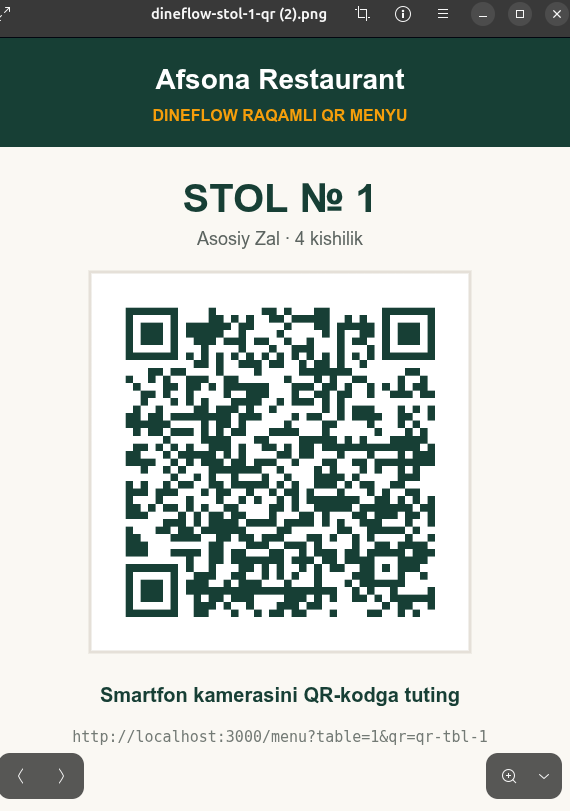 dineflow-stol-1-qr (2).png
Afsona Restaurant
DINEFLOW RAQAMLI QR MENYU
STOL № 1
Asosiy Zal · 4 kishilik
Smartfon kamerasini QR-kodga tuting
http://localhost:3000/menu?table=1&qr=qr-tbl-1